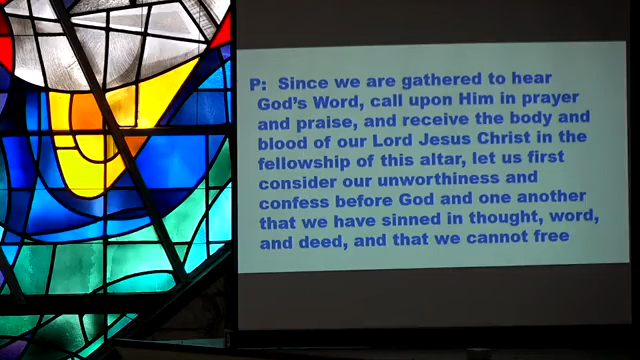 P: Since we are gathered to hear
God's Word, call upon Him in prayer
and praise, and receive the body and
blood of our Lord Jesus Christ in the
fellowship of this altar, let us first
consider our unworthiness and
confess before God and one another
that we have sinned in thought, word,
and deed, and that we cannot free